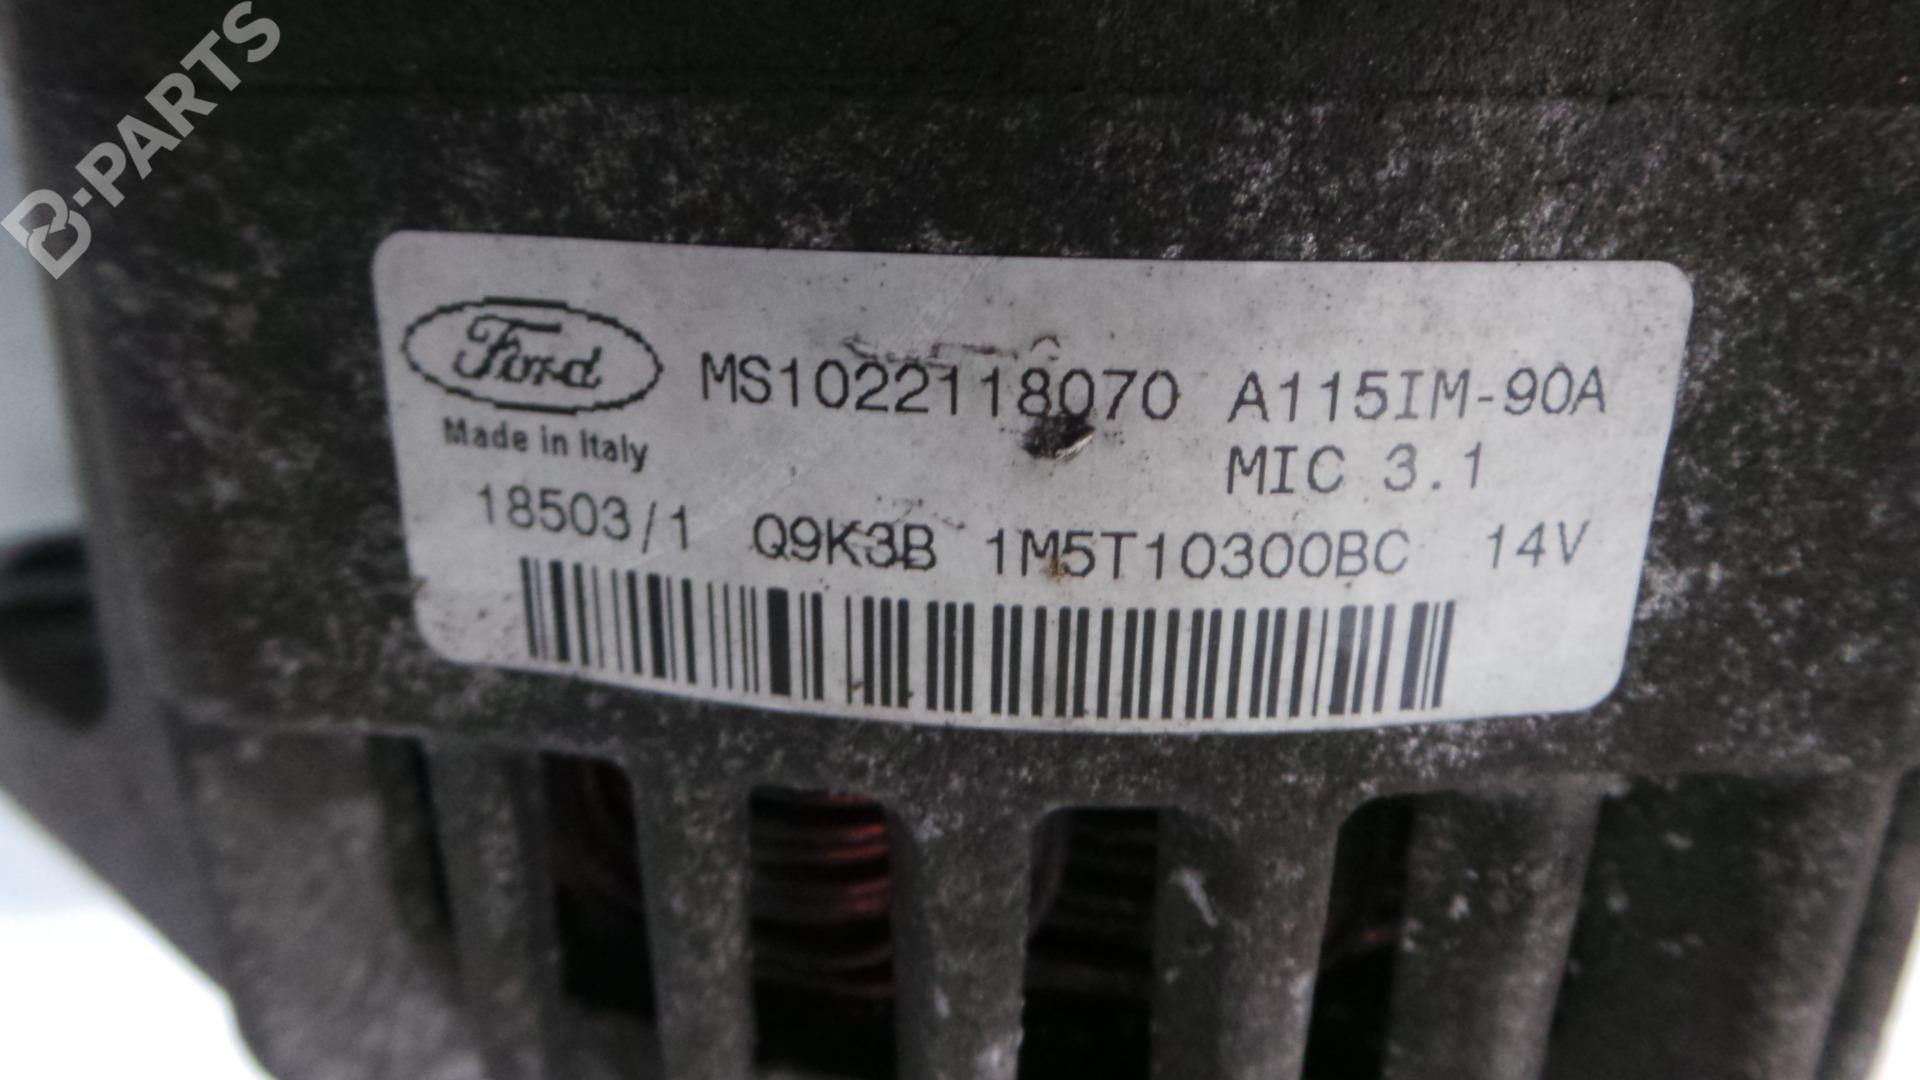 B-PARTS
Ford
MS1022118070 A115IM-90A
Made in Italy
MIC 3.1
18503/1 Q9K3B 1M5T10300BC 14V